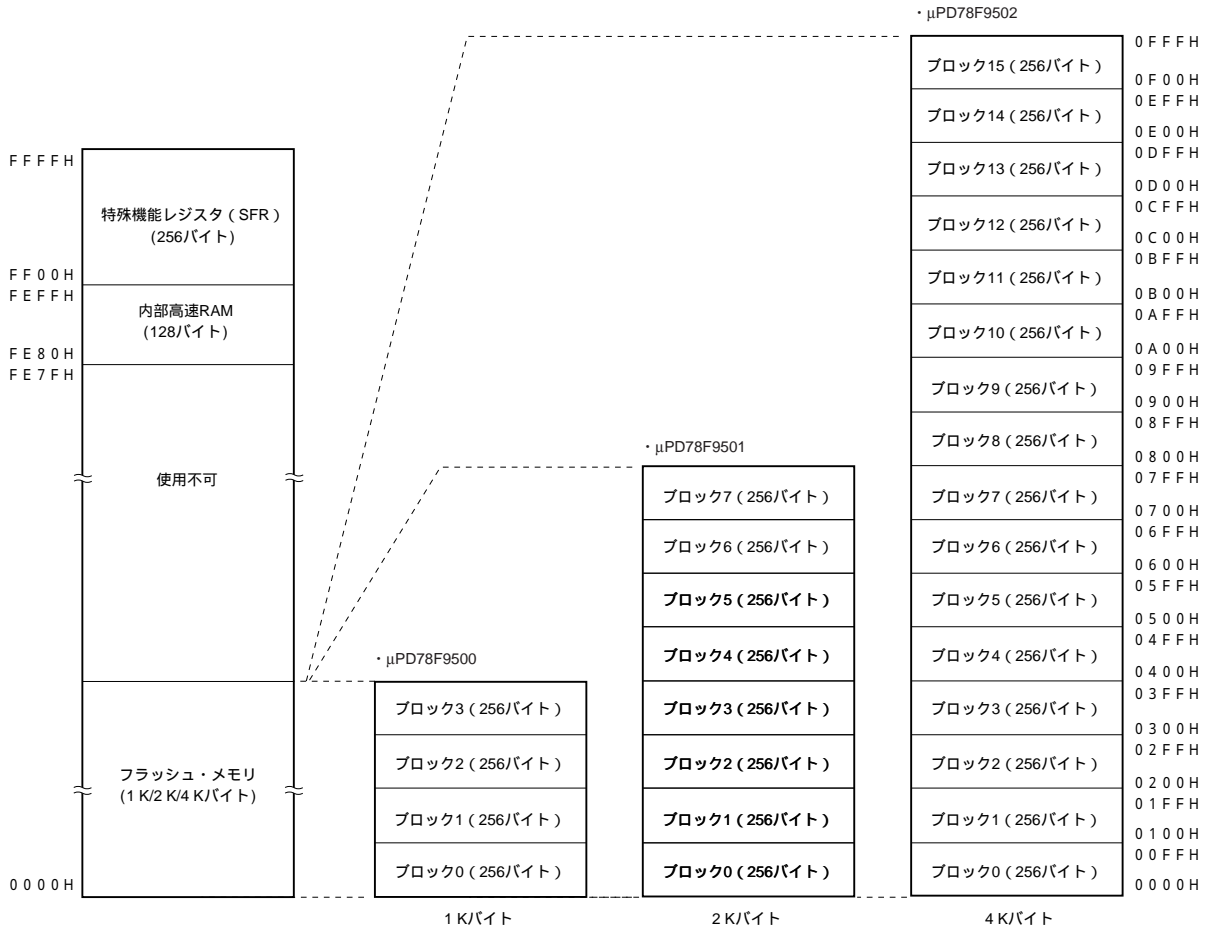 ・μPD78F9502
0FFFH
ブロック15（256バイト）
0F00H
0EFFH
ブロック14（256バイト）
0E00H
0DFFH
ブロック13（256バイト）
0D00H
0CFFH
ブロック12（256バイト）
0C00H
0BFFH
ブロック11（256バイト）
0B00H
0AFFH
ブロック10（256バイト）
0A00H
09FFH
ブロック9（256バイト）
0900H
08FFH
ブロック8（256バイト）
0800H
07FFH
ブロック7（256バイト）
0700H
06FFH
ブロック6（256バイト）
0600H
05FFH
ブロック5（256バイト）
0500H
04FFH
ブロック4（256バイト）
0400H
03FFH
ブロック3（256バイト）
0300H
02FFH
ブロック2（256バイト）
0200H
01FFH
ブロック1（256バイト）
0100H
00FFH
ブロック0（256バイト）
0000H
4 Kバイト
FFFFH
特殊機能レジスタ（SFR）
(256バイト)
FF00H
FEFFH
内部高速RAM
(128バイト)
FE80H
FE7FH
使用不可
フラッシュ・メモリ
(1 K/2 K/4 Kバイト)
0000H
・μPD78F9500
ブロック3（256バイト）
ブロック2（256バイト）
ブロック1（256バイト）
ブロック0（256バイト）
1 Kバイト
・μPD78F9501
ブロック7（256バイト）
ブロック6（256バイト）
ブロック5（256バイト）
ブロック4（256バイト）
ブロック3（256バイト）
ブロック2（256バイト）
ブロック1（256バイト）
ブロック0（256バイト）
2 Kバイト